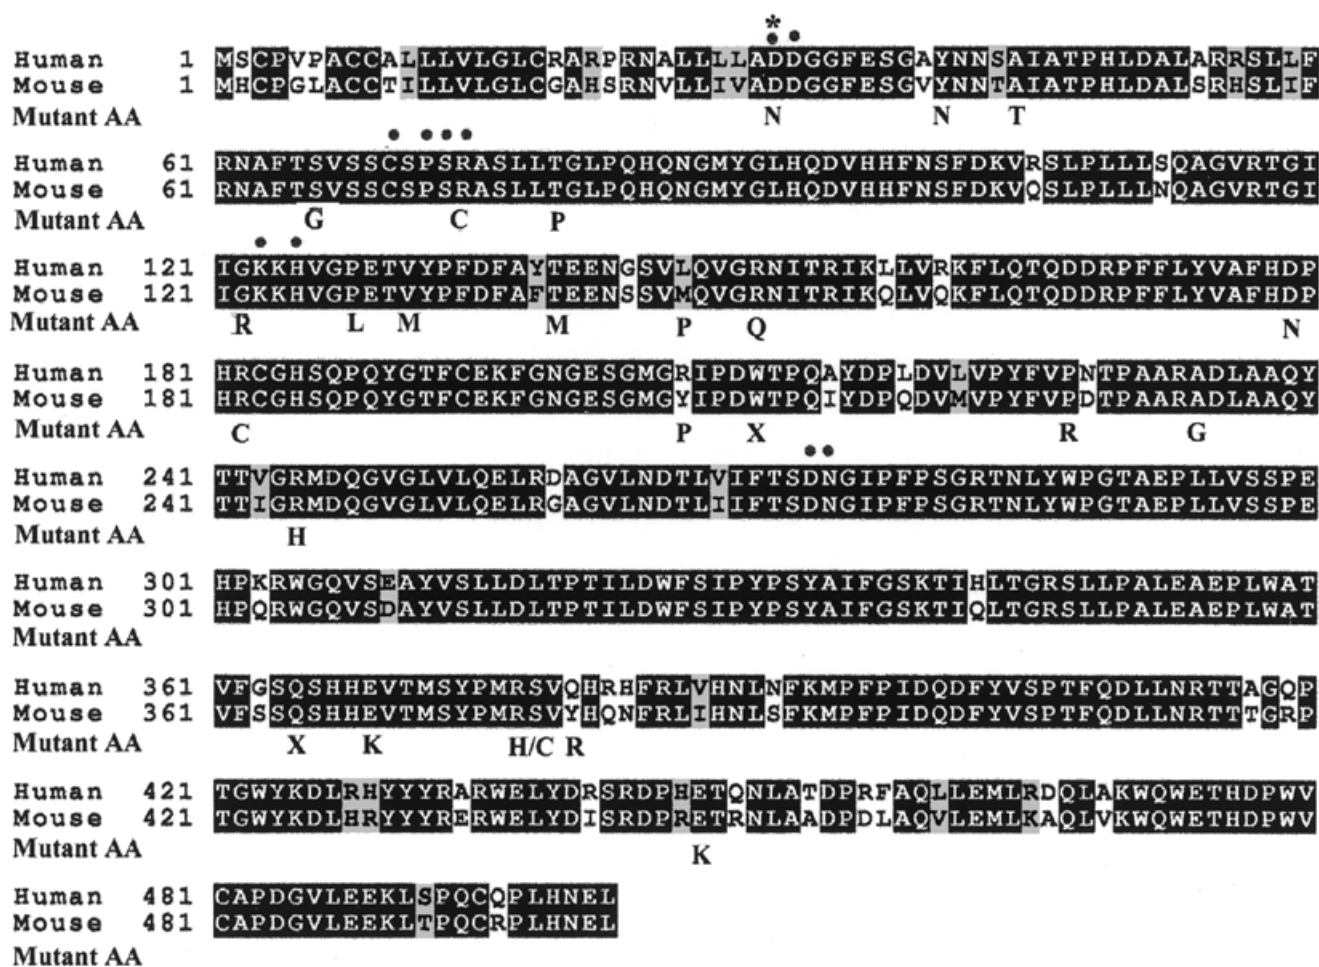 *
Human 1 MSCPVPACCALLLVLGLCRARPRNALLLLADDGGFESGAYNNSAIATPHLDALARRSLLF
Mouse 1 MHCPGLACCTILLVLGLCGAHSRNVLLIVADDGGFESGVYNNTAIATPHLDALSRHSLIF
Mutant AA N N T
Human 61 RNAFTSVSSCSPSRASLLTGLPQHQNGMYGLHQDVHHFNSFDKVRSLPLLLSQAGVRTGI
Mouse 61 RNAFTSVSSCSPSRASLLTGLPQHQNGMYGLHQDVHHFNSFDKVQSLPLLLNQAGVRTGI
Mutant AA G C P
Human 121 IGKKHVGPETVYPFDFAYTEENGSVLQVGRNITRIKLLVRKFLQTQDDRPFFLYVAFHDP
Mouse 121 IGKKHVGPETVYPFDFAFTEENSSVMQVGRNITRIKQLVQKFLQTQDDRPFFLYVAFHDP
Mutant AA R L M M P Q N
Human 181 HRCGHSQPQYGTFCEKFGNGESGMGRIPDWTPQAYDPLDVLVPYFVPNTPAARADLAAQY
Mouse 181 HRCGHSQPQYGTFCEKFGNGESGMGYIPDWTPQIYDPQDVMVPYFVPDTPAARADLAAQY
Mutant AA C P X R G
Human 241 TTVGRMDQGVGLVLQELRDAGVLNDTLVIFTSDNGIPFPSGRTNLYWPGTAEPLLVSSPE
Mouse 241 TTIGRMDQGVGLVLQELRGAGVLNDTLIIFTSDNGIPFPSGRTNLYWPGTAEPLLVSSPE
Mutant AA H
Human 301 HPKRWGQVSEAYVSLLDLTPTILDWFSIPYPSYAIFGSKTIHLTGRSLLPALEAEPLWAT
Mouse 301 HPQRWGQVSDAYVSLLDLTPTILDWFSIPYPSYAIFGSKTIQLTGRSLLPALEAEPLWAT
Mutant AA
Human 361 VFGSQSHHEVTMSYPMRSVQHRHFRLVHNLNFKMPFPIDQDFYVSPTFQDLLNRTTAGQP
Mouse 361 VFSSQSHHEVTMSYPMRSVYHQNFRLIHNLSFKMPFPIDQDFYVSPTFQDLLNRTTTGRP
Mutant AA X K H/C R
Human 421 TGWYKDLRHYYYRARWELYDRSRDPHETQNLATDPRFAQLLEMLRDQLAKWQWETHDPWV
Mouse 421 TGWYKDLHRYYYRERWELYDISRDPRETRNLAADPDLAQVLEMLKAQLVKWQWETHDPWV
Mutant AA K
Human 481 CAPDGVLEEKLSPQCQPLHNEL
Mouse 481 CAPDGVLEEKLTPQCRPLHNEL
Mutant AA